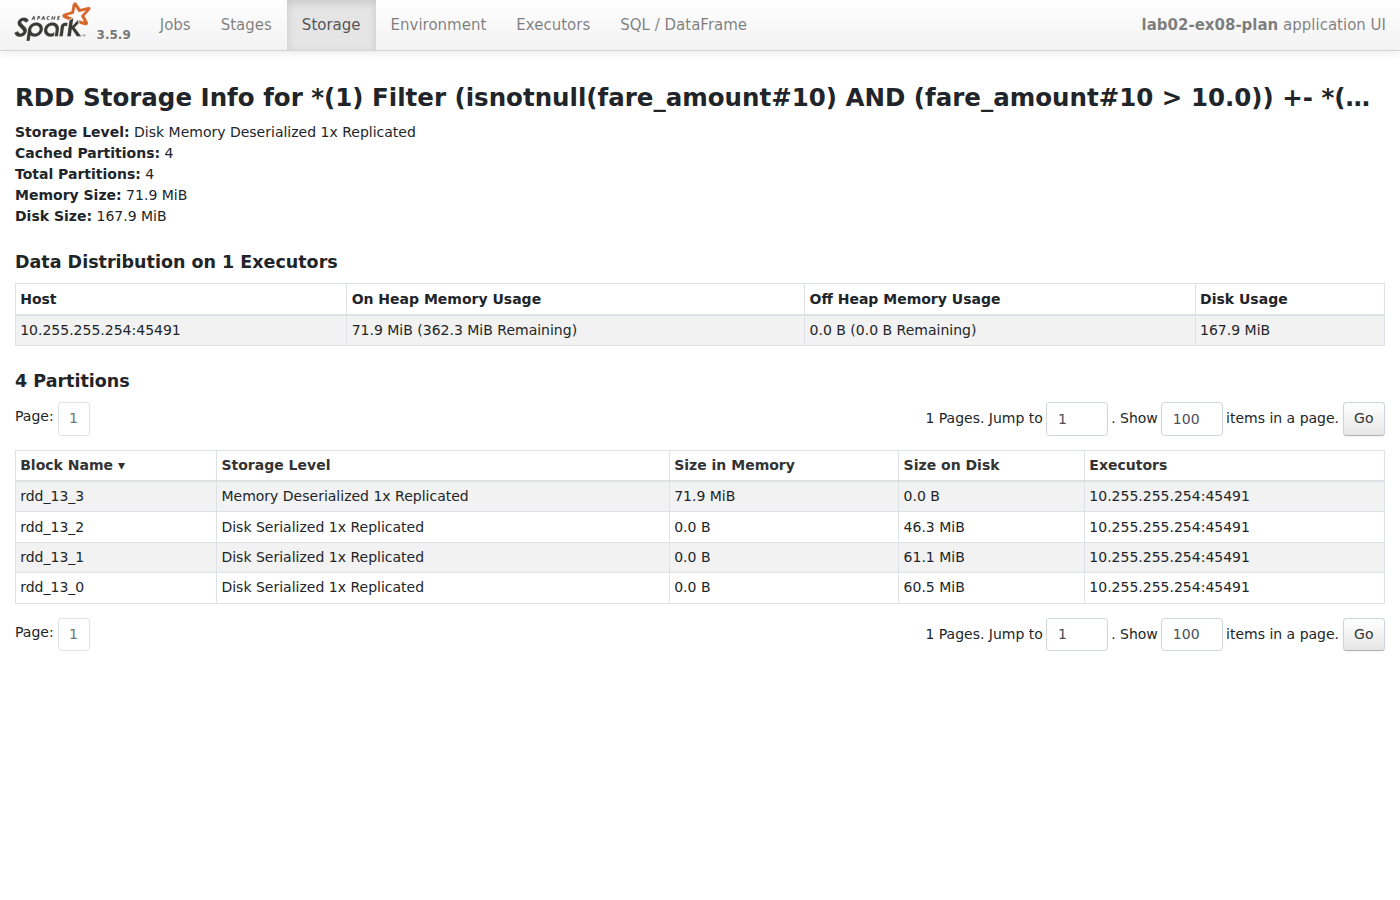 APACHE Spark 3.5.9 Jobs Stages Storage Environment Executors SQL / DataFrame lab02-ex08-plan application UI
RDD Storage Info for *(1) Filter (isnotnull(fare_amount#10) AND (fare_amount#10 > 10.0)) +- *(...
Storage Level: Disk Memory Deserialized 1x Replicated
Cached Partitions: 4
Total Partitions: 4
Memory Size: 71.9 MiB
Disk Size: 167.9 MiB
Data Distribution on 1 Executors
Host On Heap Memory Usage Off Heap Memory Usage Disk Usage
10.255.255.254:45491 71.9 MiB (362.3 MiB Remaining) 0.0 B (0.0 B Remaining) 167.9 MiB
4 Partitions
Page: 1 1 Pages. Jump to 1 . Show 100 items in a page. Go
Block Name ▾ Storage Level Size in Memory Size on Disk Executors
rdd_13_3 Memory Deserialized 1x Replicated 71.9 MiB 0.0 B 10.255.255.254:45491
rdd_13_2 Disk Serialized 1x Replicated 0.0 B 46.3 MiB 10.255.255.254:45491
rdd_13_1 Disk Serialized 1x Replicated 0.0 B 61.1 MiB 10.255.255.254:45491
rdd_13_0 Disk Serialized 1x Replicated 0.0 B 60.5 MiB 10.255.255.254:45491
Page: 1 1 Pages. Jump to 1 . Show 100 items in a page. Go